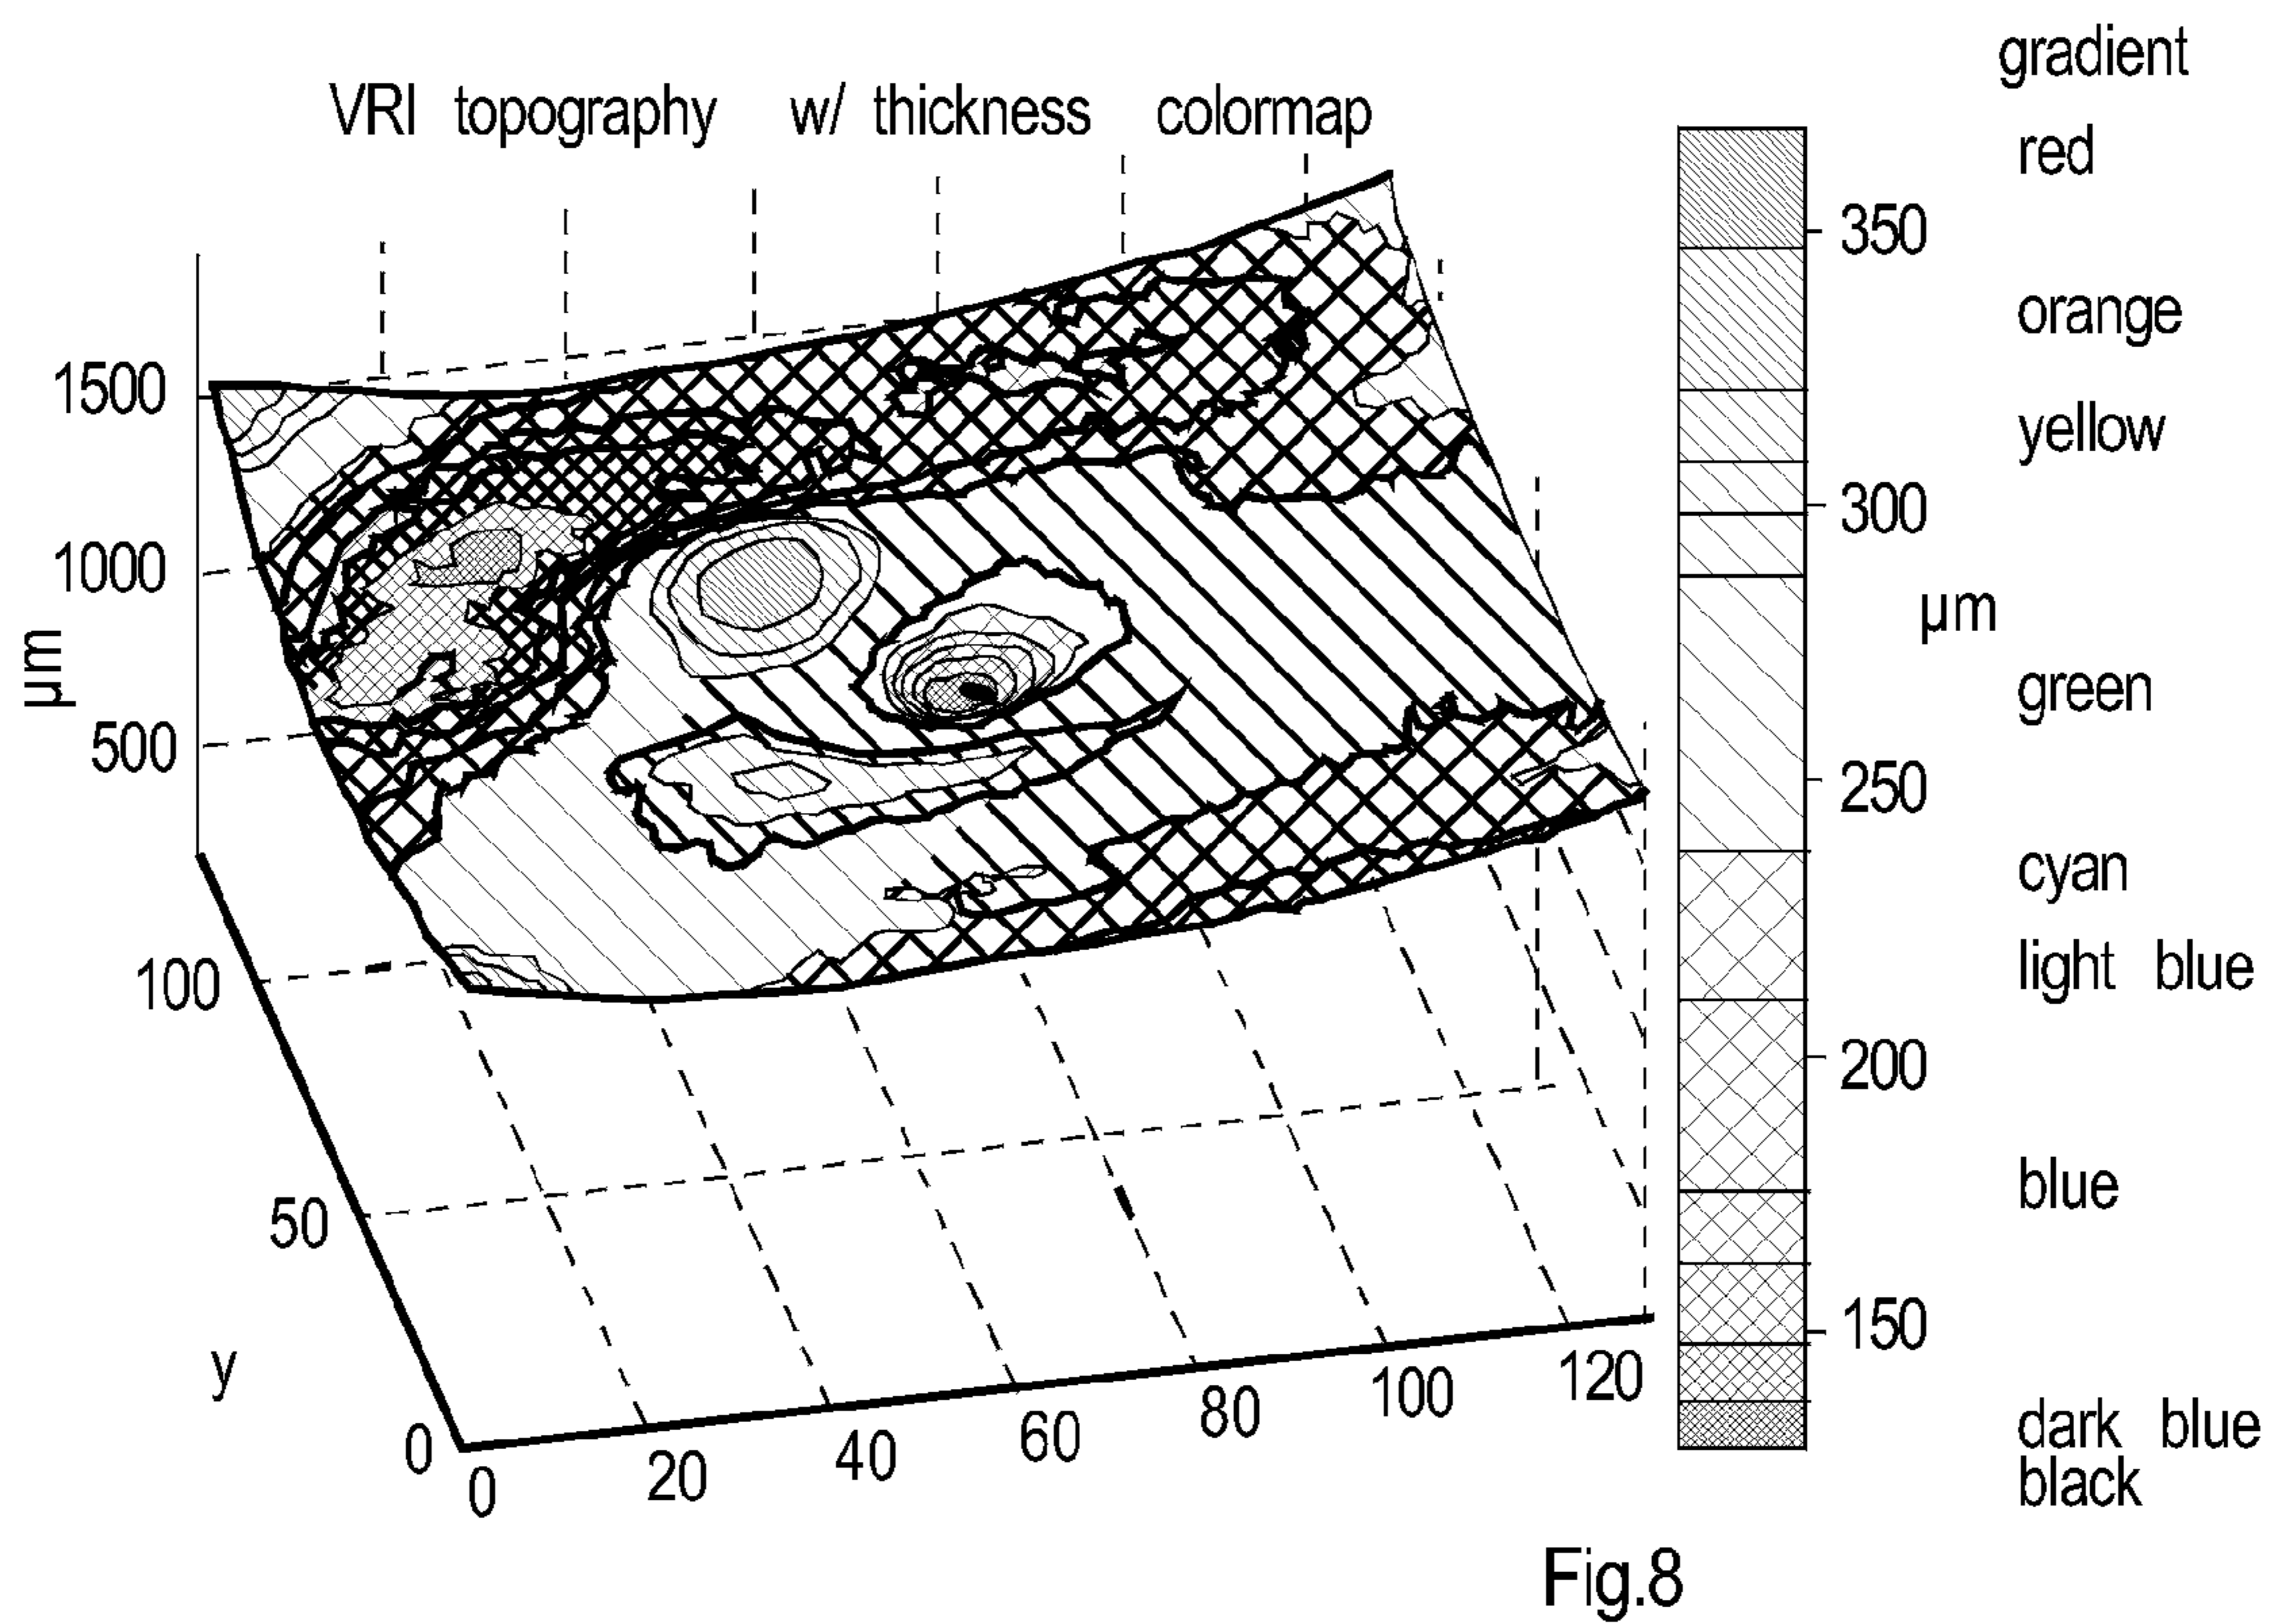 gradient
VRI topography w/ thickness colormap
red
350
orange
1500
yellow
300
1000
µm
µm
green
500
250
cyan
100
light blue
200
50
blue
y
150
120
100
80
60
40
20
0
0
dark blue
black
Fig.8